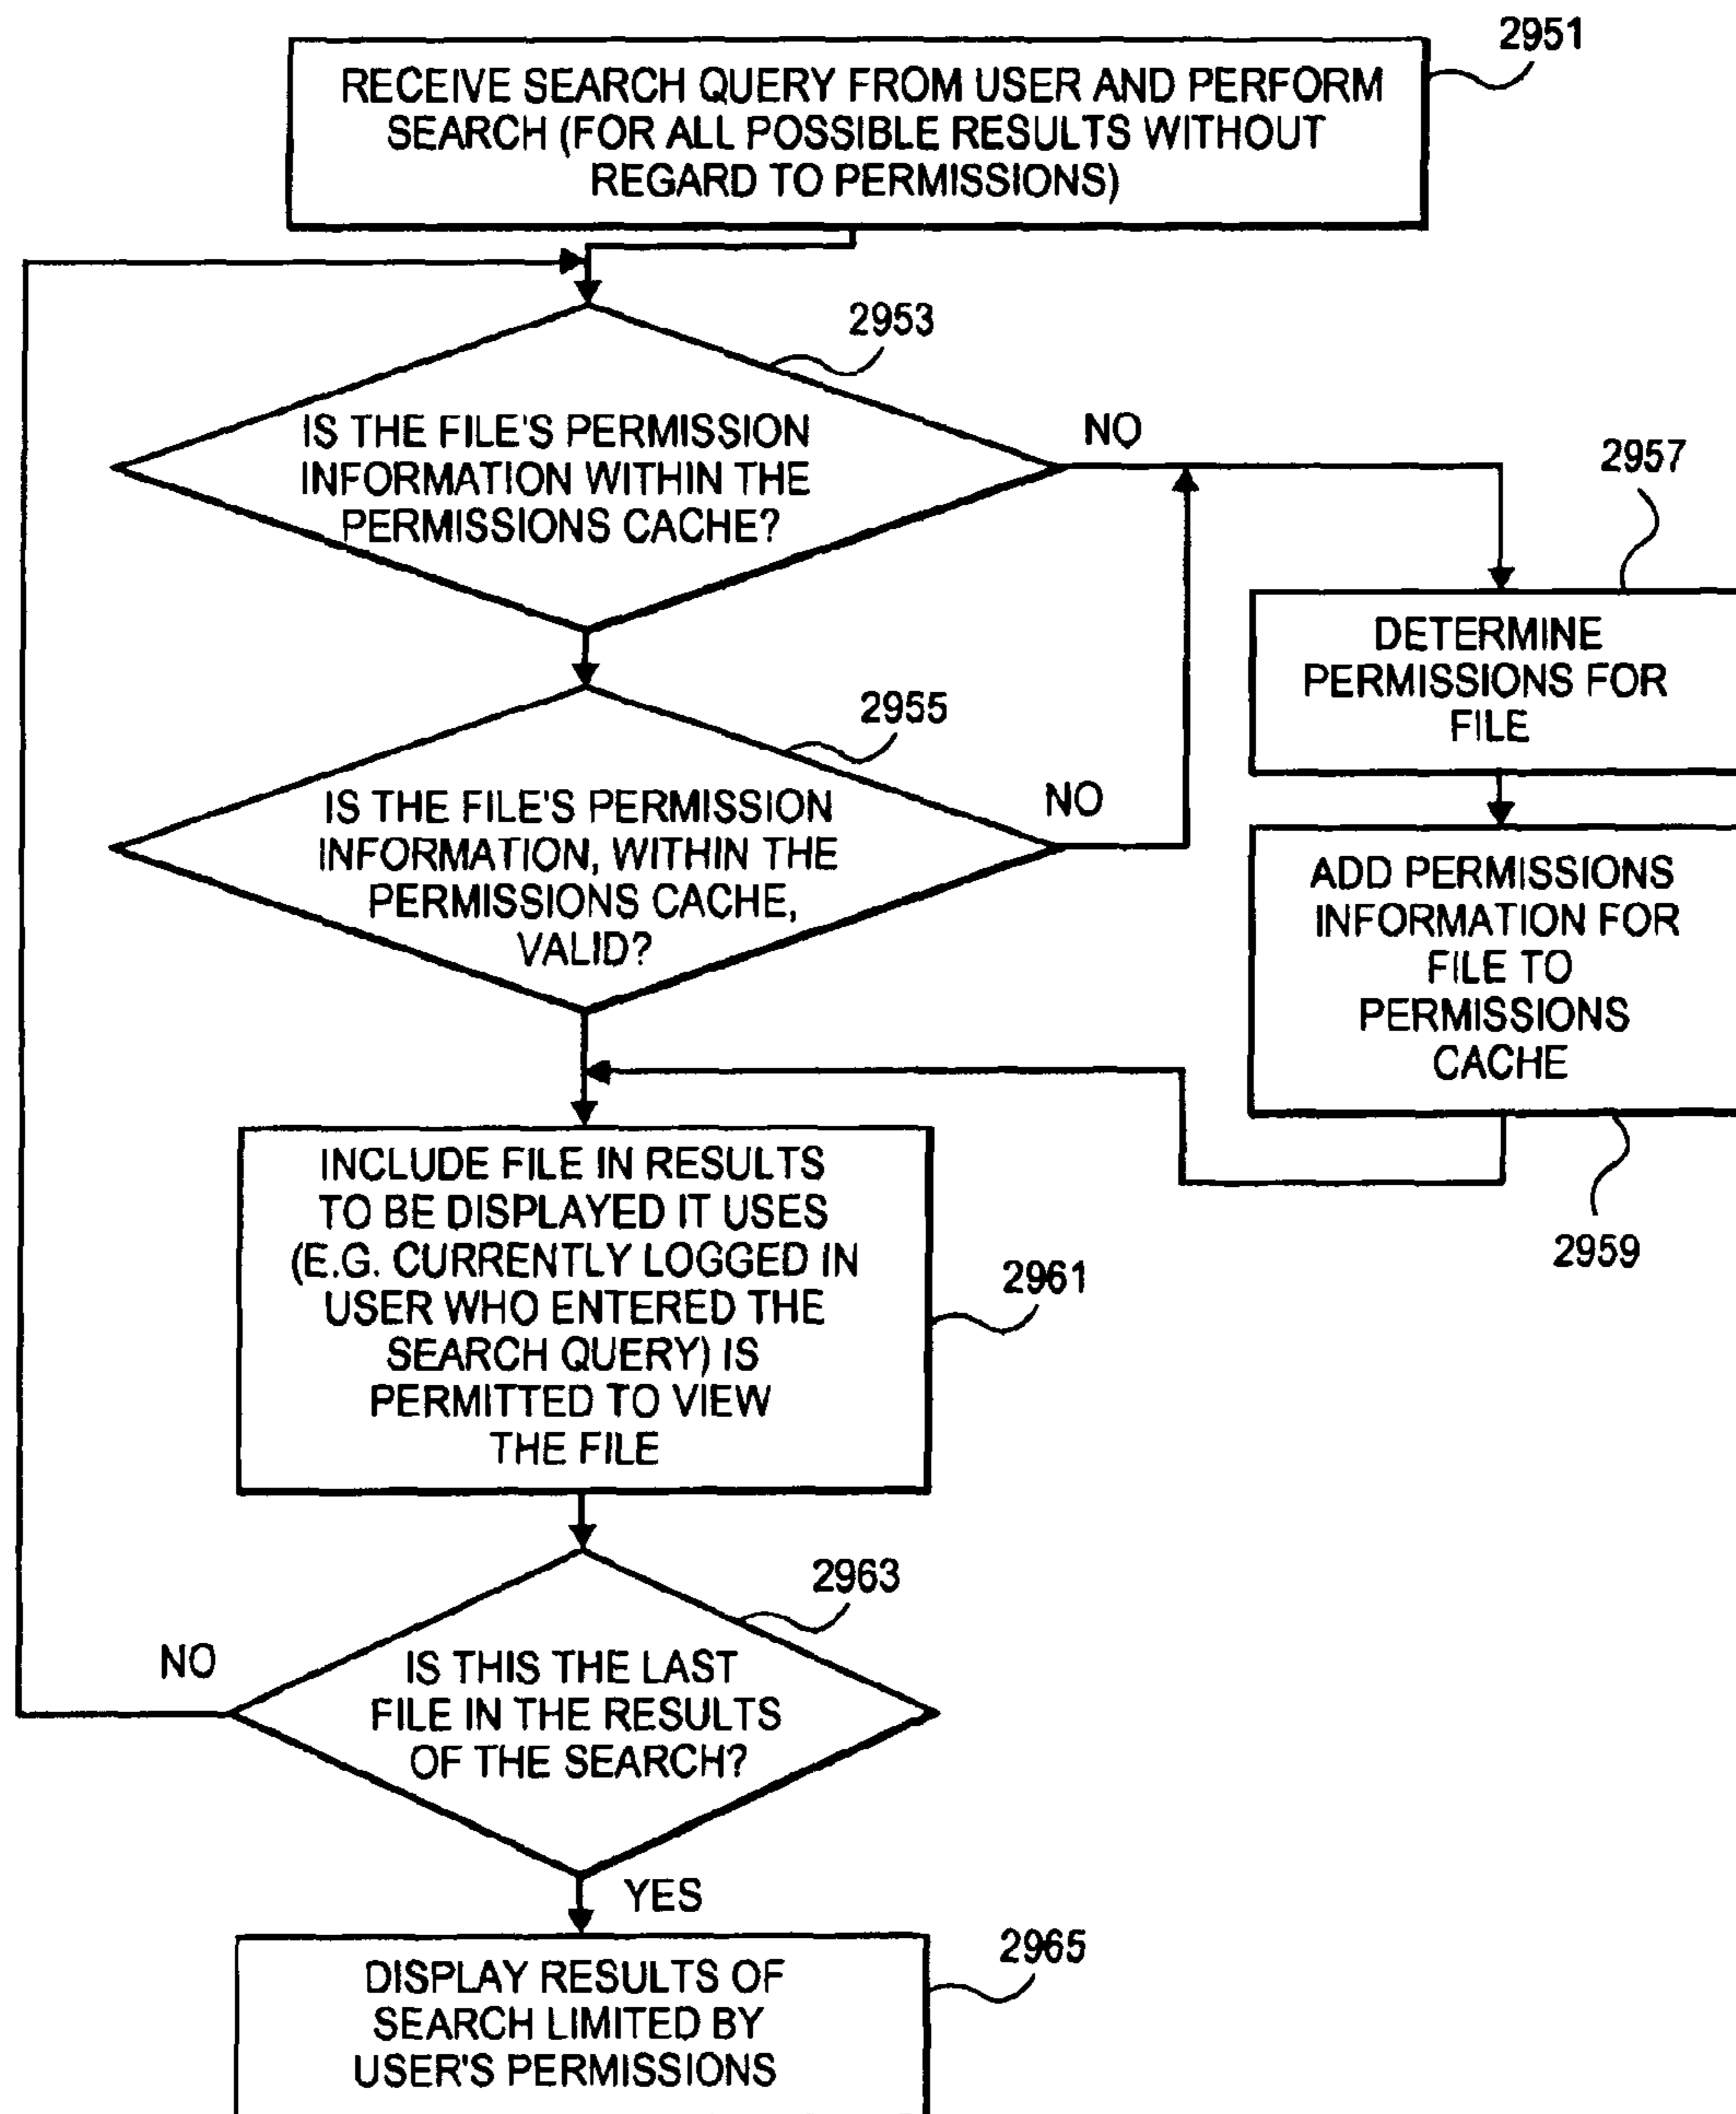 2951
RECEIVE SEARCH QUERY FROM USER AND PERFORM
SEARCH (FOR ALL POSSIBLE RESULTS WITHOUT
REGARD TO PERMISSIONS)
2953
IS THE FILE'S PERMISSION
INFORMATION WITHIN THE
PERMISSIONS CACHE?
NO
2957
DETERMINE
PERMISSIONS FOR
FILE
2955
IS THE FILE'S PERMISSION
INFORMATION, WITHIN THE
PERMISSIONS CACHE,
VALID?
NO
ADD PERMISSIONS
INFORMATION FOR
FILE TO
PERMISSIONS
CACHE
2959
INCLUDE FILE IN RESULTS
TO BE DISPLAYED IT USES
(E.G. CURRENTLY LOGGED IN
USER WHO ENTERED THE
SEARCH QUERY) IS
PERMITTED TO VIEW
THE FILE
2961
2963
NO
IS THIS THE LAST
FILE IN THE RESULTS
OF THE SEARCH?
YES
2965
DISPLAY RESULTS OF
SEARCH LIMITED BY
USER'S PERMISSIONS